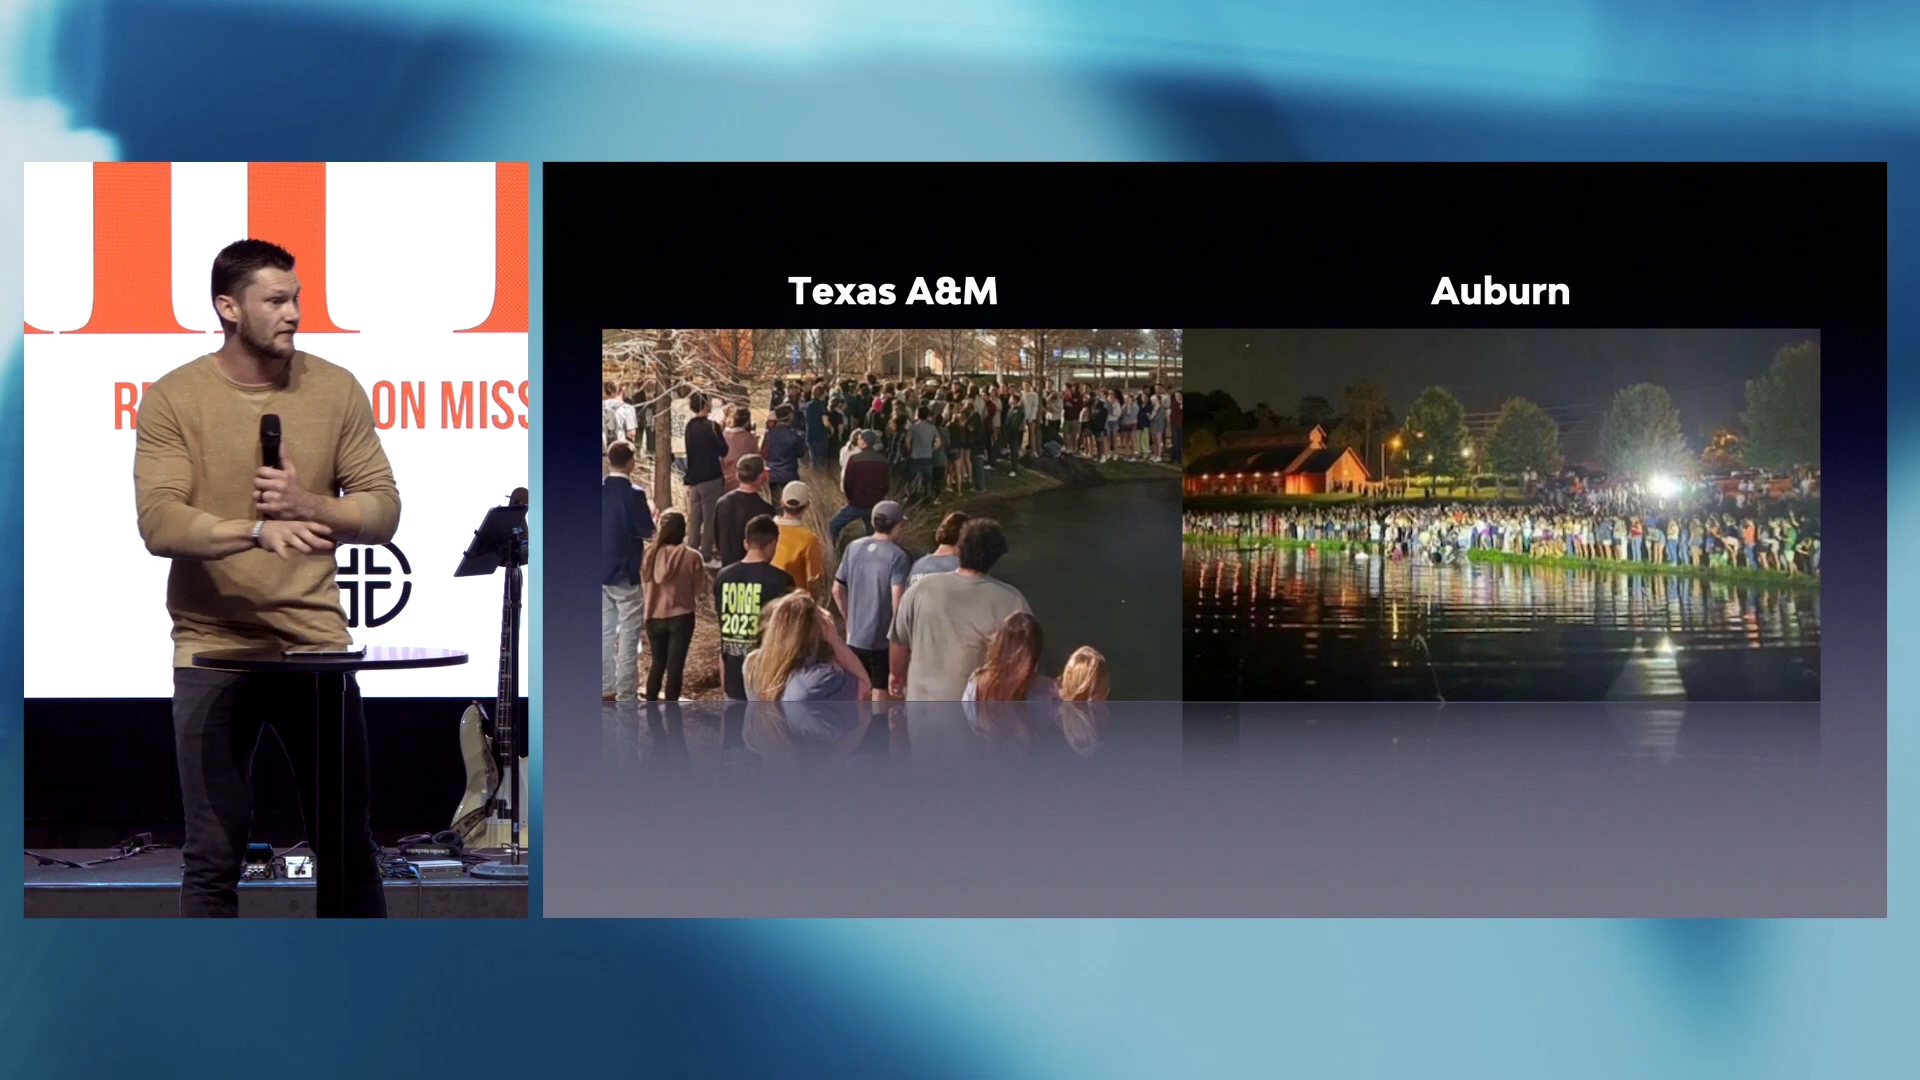 ON MISS
Texas A&M
Auburn
FORGE
2023